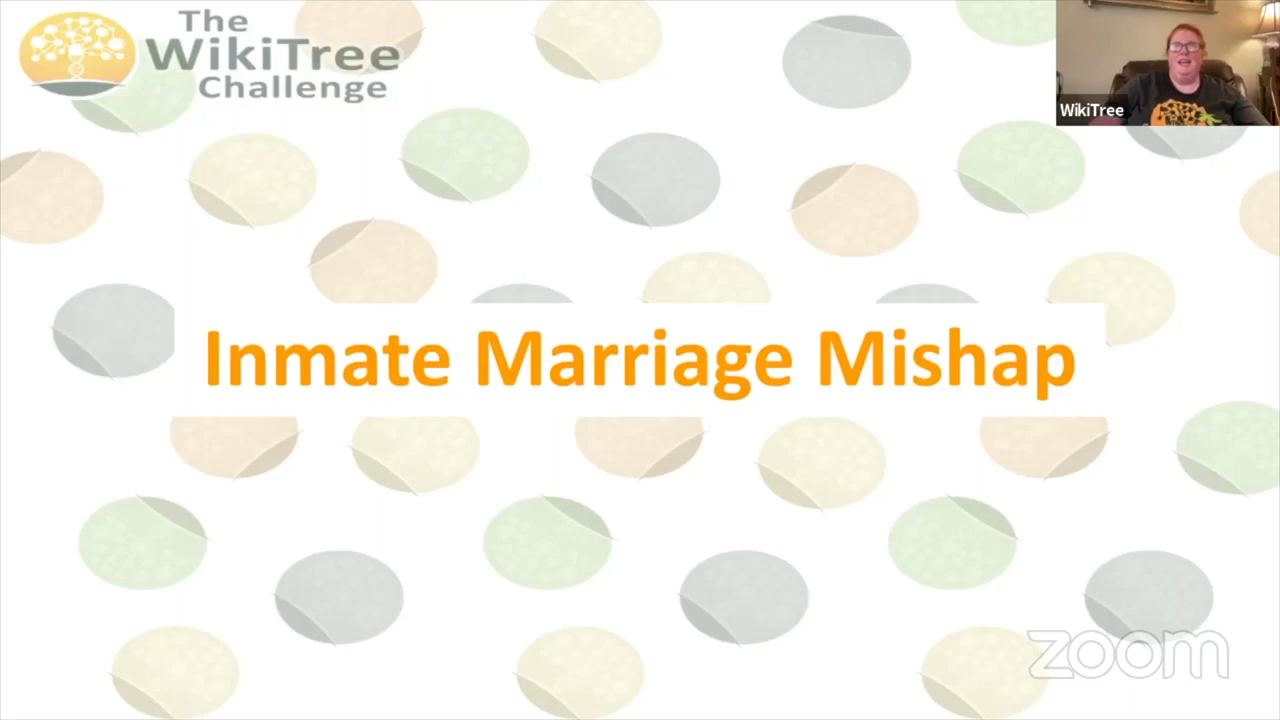 The
WikiTree
Challenge
WikiTree
Inmate Marriage Mishap
zoom